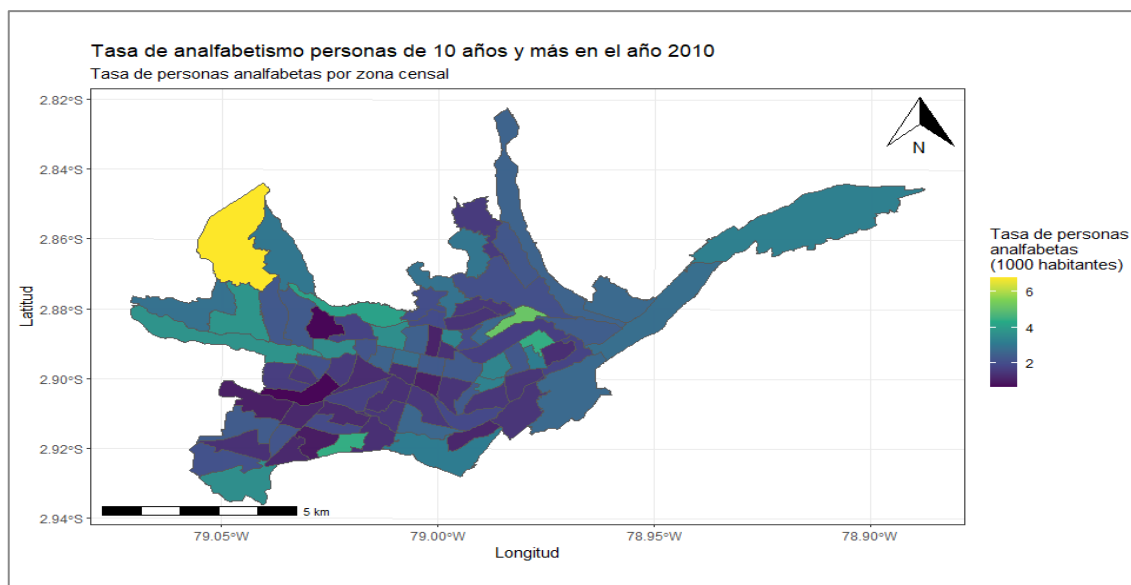 Tasa de analfabetismo personas de 10 años y más en el año 2010
Tasa de personas analfabetas por zona censal
2.82°S
2.84°S
2.86°S
2.88°S
2.90°S
2.92°S
2.94°S
Latitud
N
5 km
79.05°W
79.00°W
78.95°W
78.90°W
Longitud
Tasa de personas
analfabetas
(1000 habitantes)
6
4
2